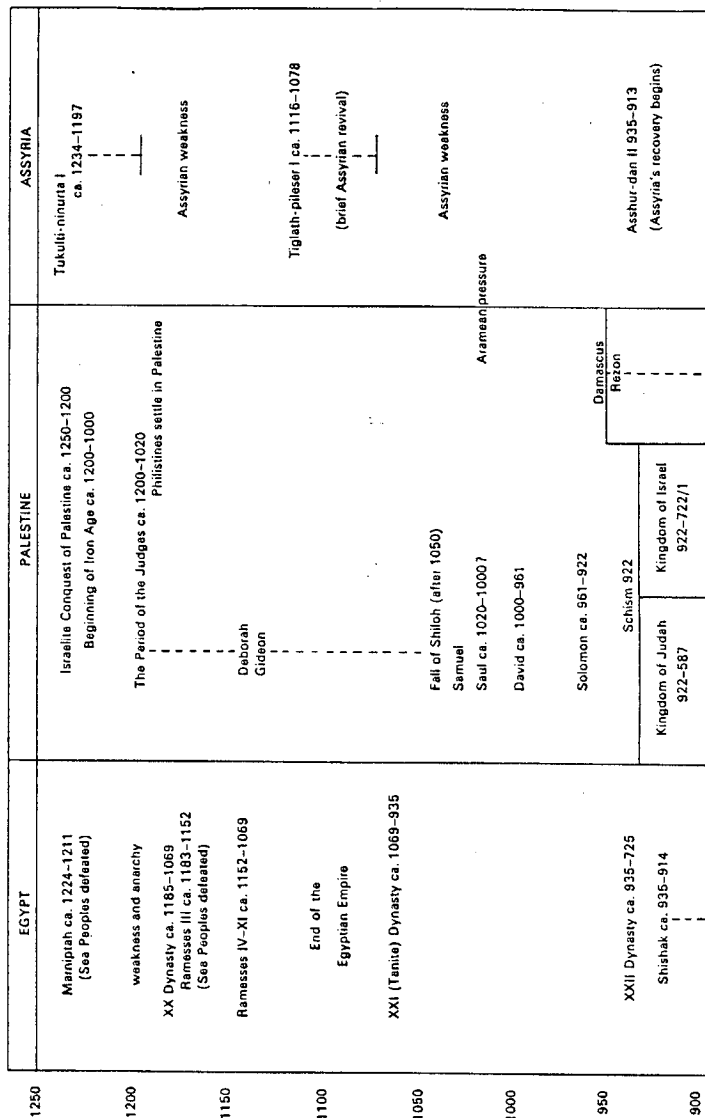 EGYPT
PALESTINE
ASSYRIA
1250
1200
1150
1100
1050
1000
950
900
Marniptah ca. 1224–1211
(Sea Peoples defeated)
weakness and anarchy
XX Dynasty ca. 1185–1069
Ramesses III ca. 1183–1152
(Sea Peoples defeated)
Ramesses IV–XI ca. 1152–1069
End of the
Egyptian Empire
XXI (Tanite) Dynasty ca. 1069–935
XXII Dynasty ca. 935–725
Shishak ca. 935–914
Israelite Conquest of Palestine ca. 1250–1200
Beginning of Iron Age ca. 1200–1000
The Period of the Judges ca. 1200–1020
Philistines settle in Palestine
Deborah
Gideon
Fall of Shiloh (after 1050)
Samuel
Saul ca. 1020–1000?
David ca. 1000–961
Solomon ca. 961–922
Schism 922
Kingdom of Judah
922–587
Kingdom of Israel
922–722/1
Aramean pressure
Damascus
Rezon
Tukulti-ninurta I
ca. 1234–1197
Assyrian weakness
Tiglath-pileser I ca. 1116–1078
(brief Assyrian revival)
Assyrian weakness
Asshur-dan II 935–913
(Assyria's recovery begins)